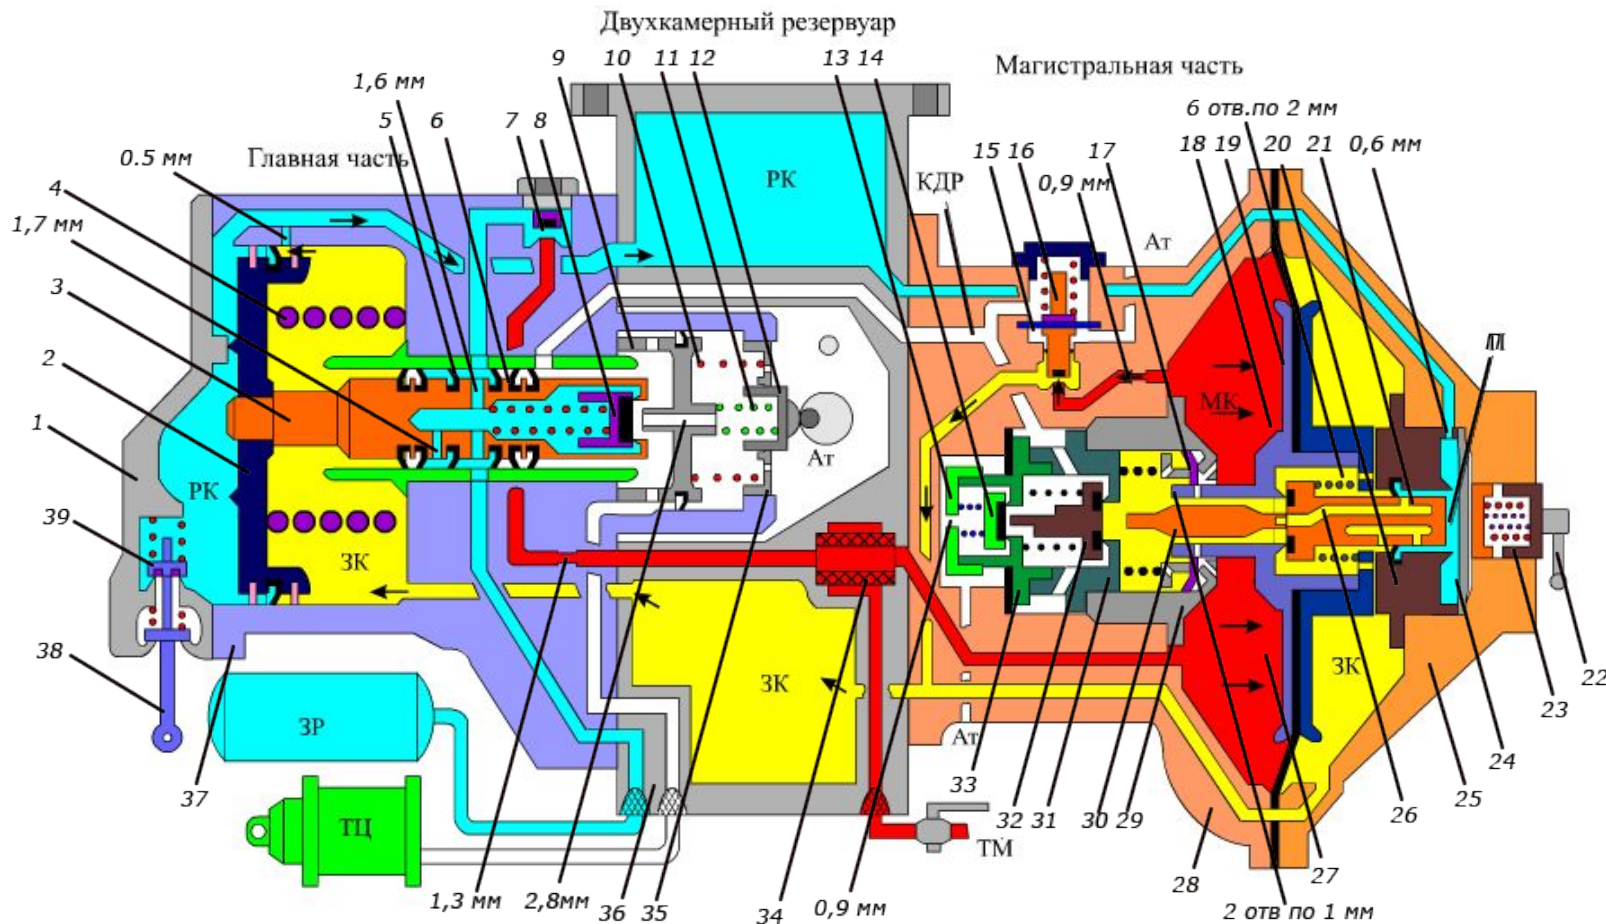 Двухкамерный резервуар
9 10 11 12 13 14
Магистральная часть
1,6 мм
5 6 7 8
6 отв.по 2 мм
15 16 17 18 19 20 21 0,6 мм
0,9 мм
0.5 мм
Главная часть
4
1,7 мм
3
2
1
РК
КДР
Ат
МК
РК
Ат
ЗК
ЗК
ЗК
39
38
37
22
23
24
25
26
27
28
Ат
33
32 31 30 29
ЗР
ТЦ
ТМ
1,3 мм
2,8мм
36 35 34
0,9 мм
2 отв по 1 мм